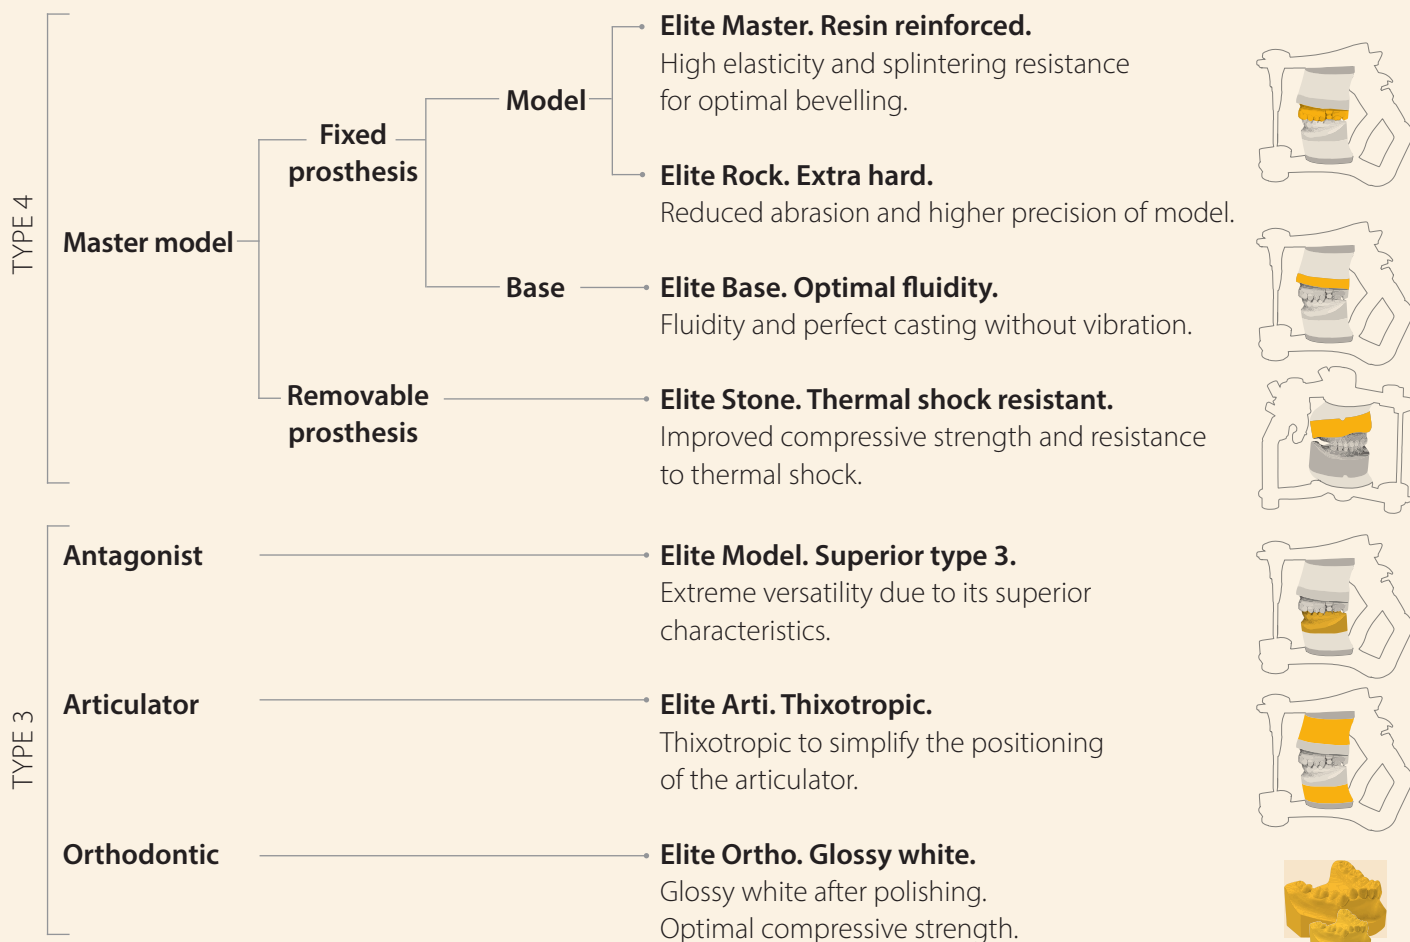 TYPE 4
Master model
Fixed
prosthesis
Model
Elite Master. Resin reinforced.
High elasticity and splintering resistance
for optimal bevelling.
Elite Rock. Extra hard.
Reduced abrasion and higher precision of model.
Base
Elite Base. Optimal fluidity.
Fluidity and perfect casting without vibration.
Removable
prosthesis
Elite Stone. Thermal shock resistant.
Improved compressive strength and resistance
to thermal shock.
TYPE 3
Antagonist
Elite Model. Superior type 3.
Extreme versatility due to its superior
characteristics.
Articulator
Elite Arti. Thixotropic.
Thixotropic to simplify the positioning
of the articulator.
Orthodontic
Elite Ortho. Glossy white.
Glossy white after polishing.
Optimal compressive strength.